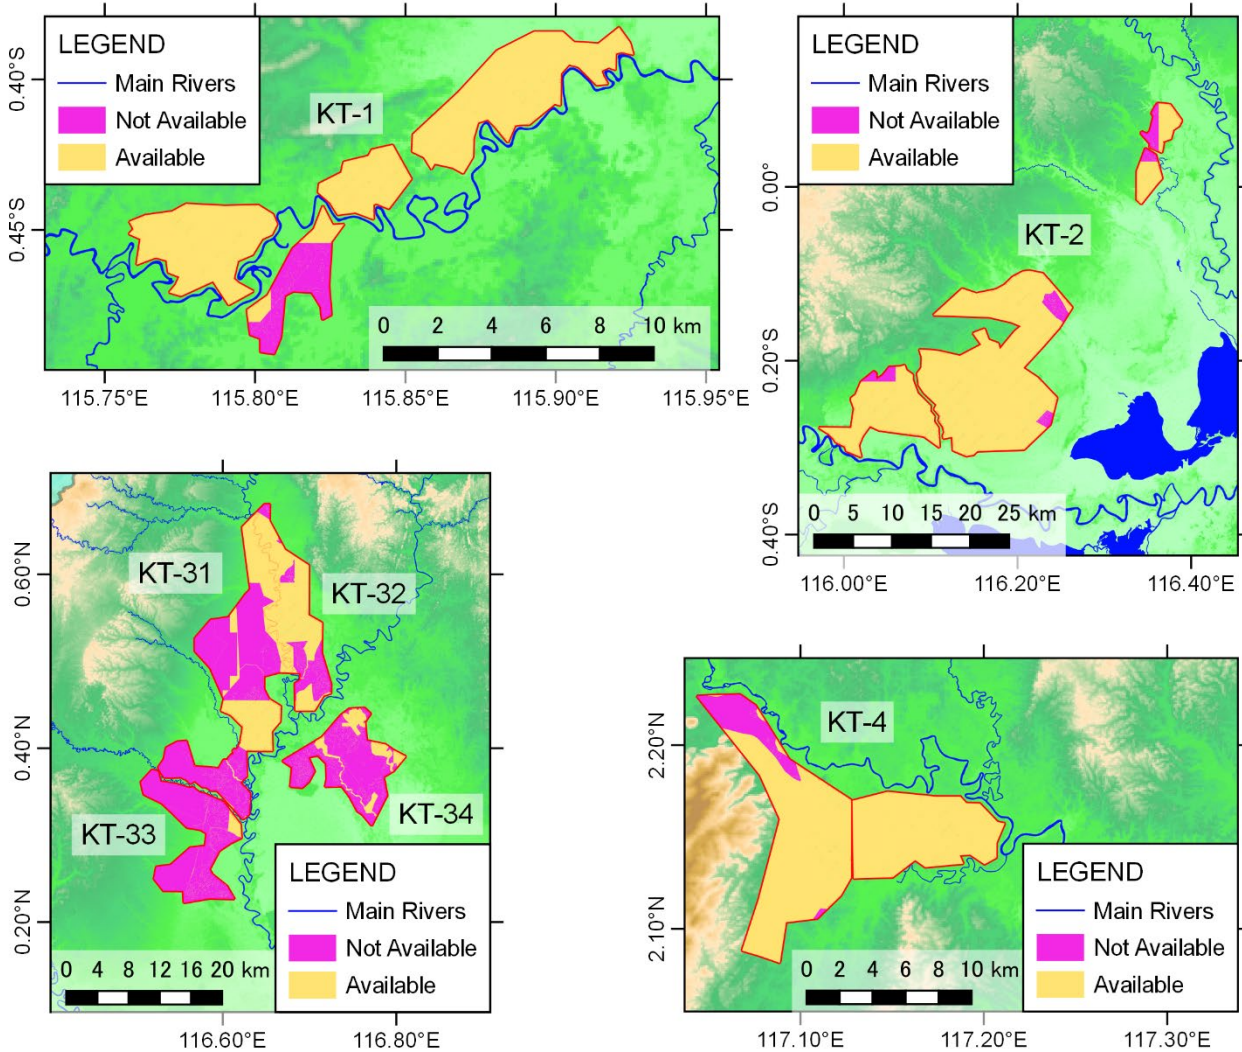 LEGEND
Main Rivers
Not Available
Available
KT-1
0.40°S
0.45°S
0 2 4 6 8 10 km
115.75°E 115.80°E 115.85°E 115.90°E 115.95°E
LEGEND
Main Rivers
Not Available
Available
KT-2
0.00°
0.20°S
0.40°S
0 5 10 15 20 25 km
116.00°E 116.20°E 116.40°E
KT-31
KT-32
KT-33
KT-34
0.60°N
0.40°N
0.20°N
LEGEND
Main Rivers
Not Available
Available
0 4 8 12 16 20 km
116.60°E 116.80°E
KT-4
2.20°N
2.10°N
LEGEND
Main Rivers
Not Available
Available
0 2 4 6 8 10 km
117.10°E 117.20°E 117.30°E